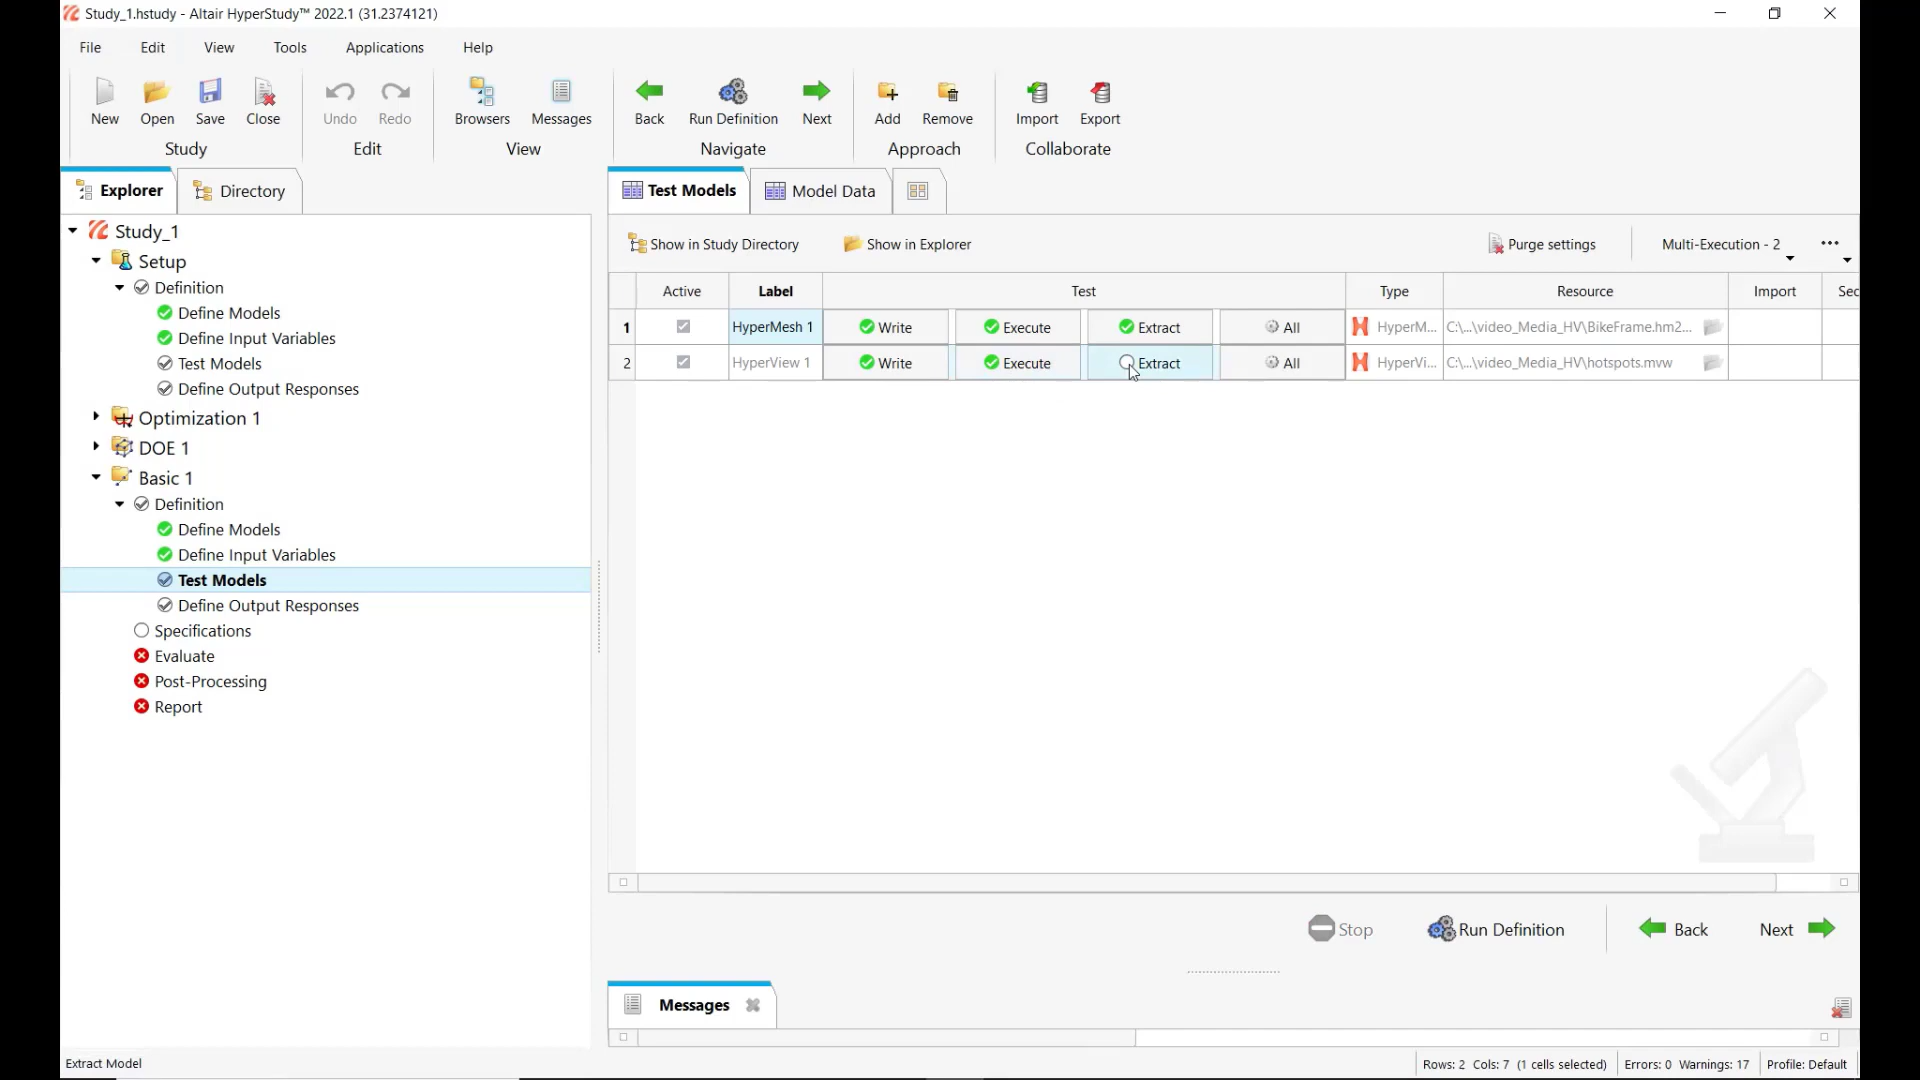 Study_1.hstudy - Altair HyperStudy™ 2022.1 (31.2374121)
File Edit View Tools Applications Help
New Open Save Close Undo Redo Browsers Messages Back Run Definition Next Add Remove Import Export
Study Edit View Navigate Approach Collaborate
Explorer Directory
Test Models Model Data
Study_1
Setup
Definition
Define Models
Define Input Variables
Test Models
Define Output Responses
Optimization 1
DOE 1
Basic 1
Definition
Define Models
Define Input Variables
Test Models
Define Output Responses
Specifications
Evaluate
Post-Processing
Report
Show in Study Directory Show in Explorer Purge settings Multi-Execution - 2 •••
Active Label Test Type Resource Import Sec
1 HyperMesh 1 Write Execute Extract All HyperM... C:\...\video_Media_HV\BikeFrame.hm2...
2 HyperView 1 Write Execute Extract All HyperVi... C:\...\video_Media_HV\hotspots.mvw
Stop Run Definition Back Next
Messages
Extract Model
Rows: 2 Cols: 7 (1 cells selected) Errors: 0 Warnings: 17 Profile: Default